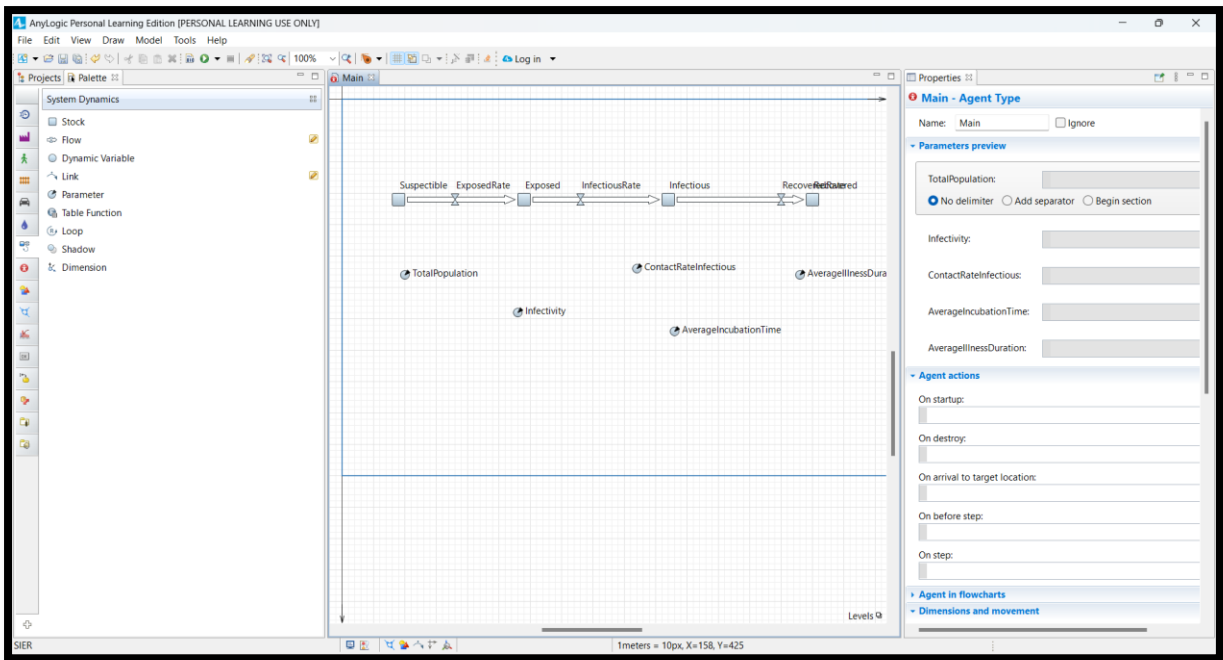 AnyLogic Personal Learning Edition [PERSONAL LEARNING USE ONLY]
File Edit View Draw Model Tools Help
100% Log in
Projects Palette
System Dynamics
Stock
Flow
Dynamic Variable
Link
Parameter
Table Function
Loop
Shadow
Dimension
Main
Suspectible ExposedRate Exposed InfectiousRate Infectious
TotalPopulation
ContactRateInfectious
AverageIllnessDura
Infectivity
AverageIncubationTime
Levels
Properties
Main - Agent Type
Name: Main Ignore
Parameters preview
TotalPopulation:
No delimiter Add separator Begin section
Infectivity:
ContactRateInfectious:
AverageIncubationTime:
AverageIllnessDuration:
Agent actions
On startup:
On destroy:
On arrival to target location:
On before step:
On step:
Agent in flowcharts
Dimensions and movement
SIER
1meters = 10px, X=158, Y=425